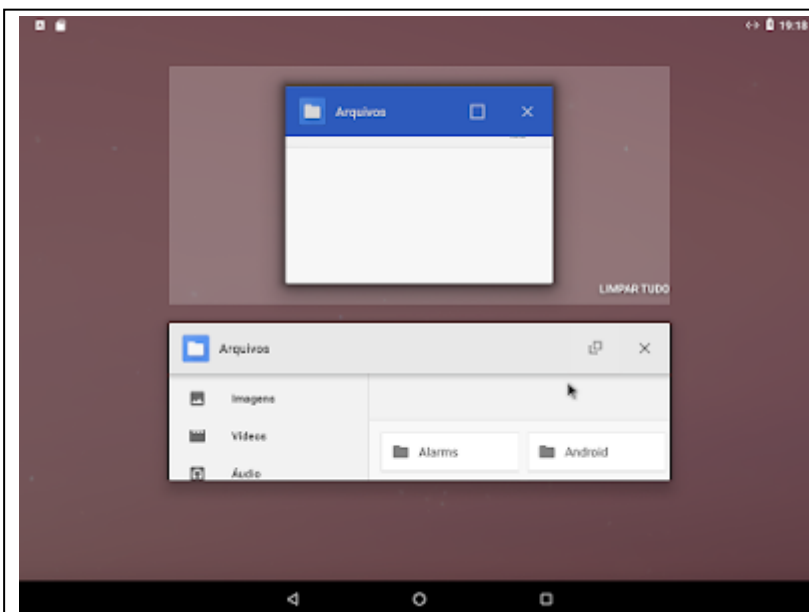 19:18
Arquivos
LIMPAR TUDO
Arquivos
Imagens
Vídeos
Alarms
Android
Áudio